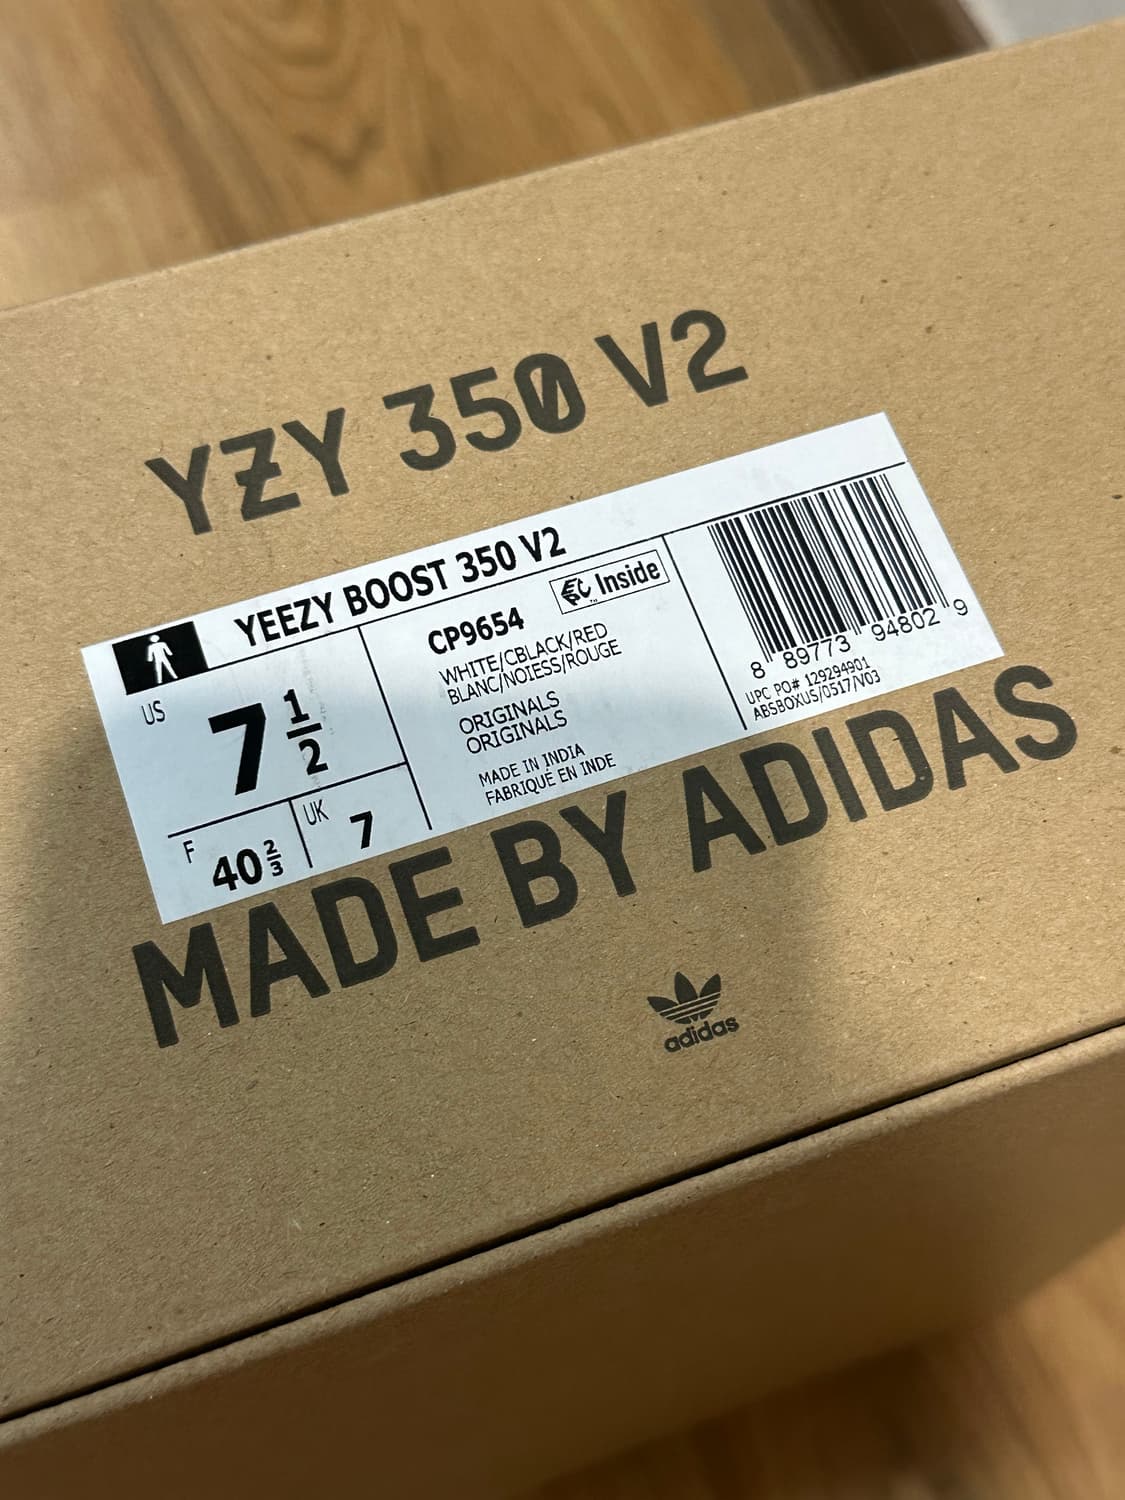 YZY 350 V2
YEEZY BOOST 350 V2
US
7 1/2
F
40 2/3
UK
7
CP9654
Inside
WHITE/CBLACK/RED
BLANC/NOIESS/ROUGE
ORIGINALS
ORIGINALS
MADE IN INDIA
FABRIQUÉ EN INDE
8 89773 94802 9
UPC PO# 129294901
ABSBOXUS/0517/V03
MADE BY ADIDAS
adidas